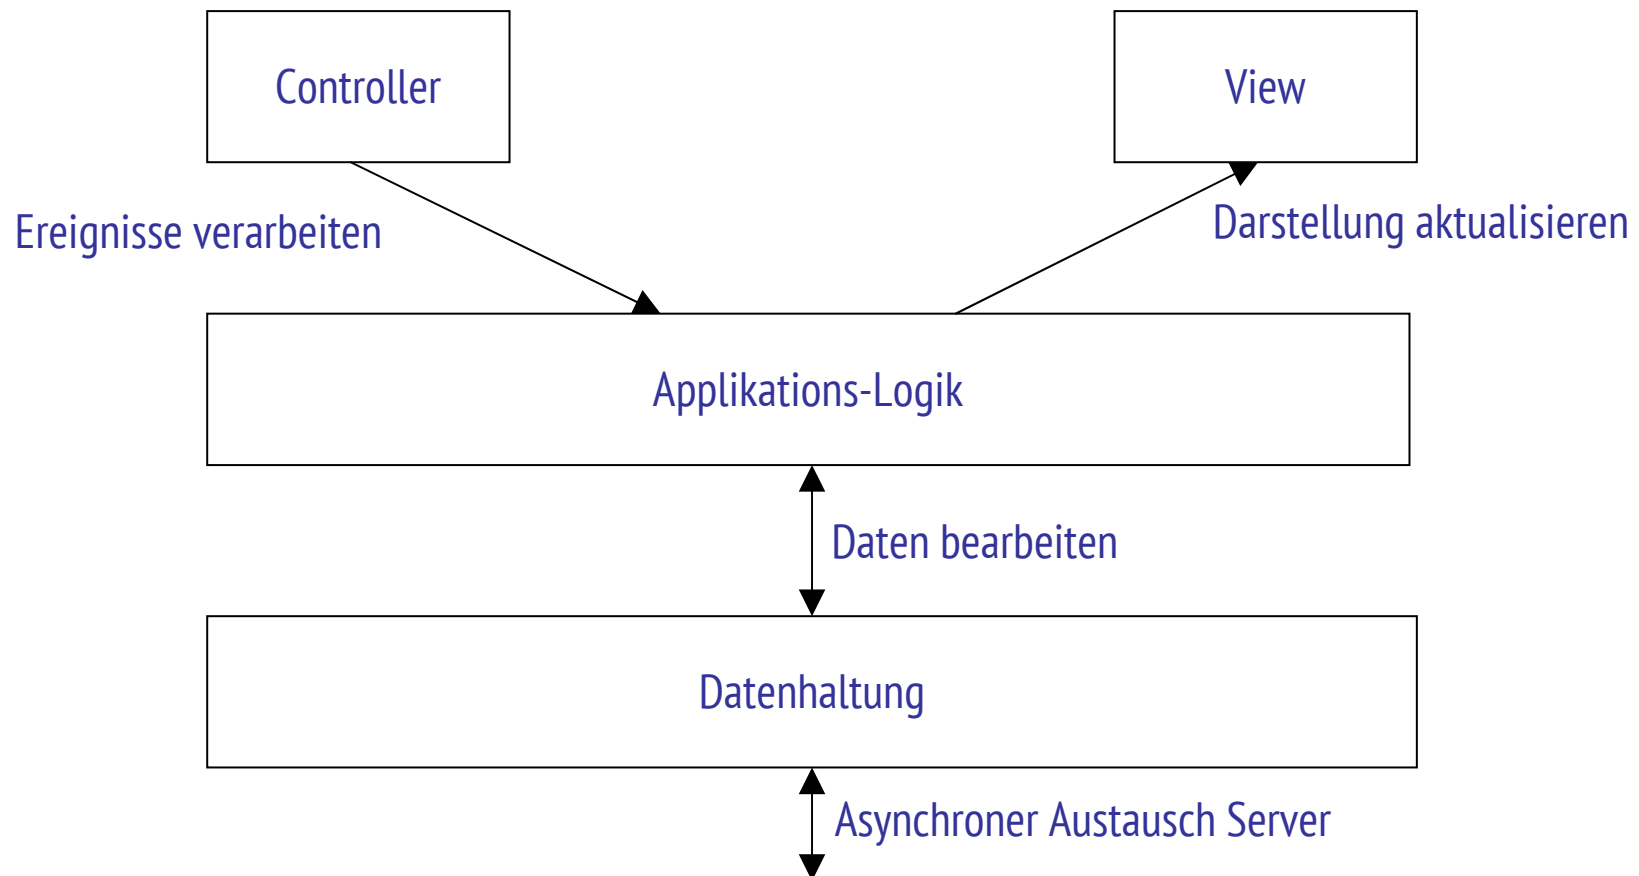 Controller
View
Ereignisse verarbeiten
Darstellung aktualisieren
Applikations-Logik
Daten bearbeiten
Datenhaltung
Asynchroner Austausch Server